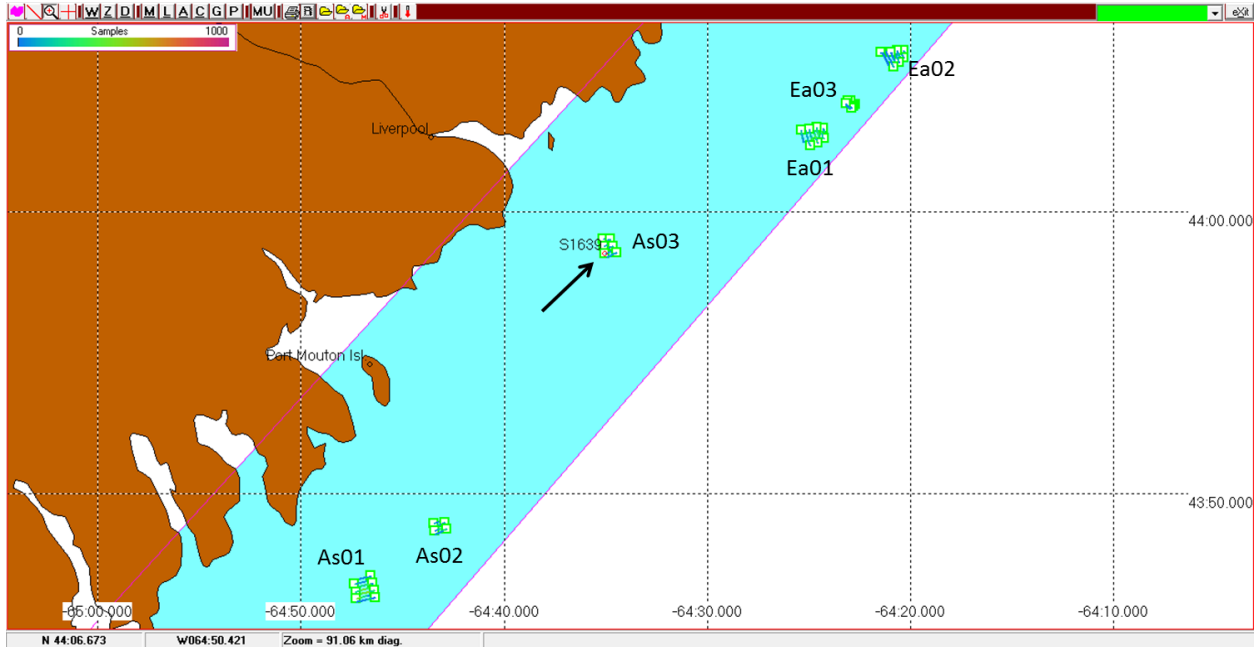 W Z D M L A C G P MU eXit
0 Samples 1000
Ea02
Ea03
Liverpool
Ea01
44:00.000
S1639
As03
Port Mouton Isl
43:50.000
As01
As02
-65:00.000 -64:50.000 -64:40.000 -64:30.000 -64:20.000 -64:10.000
N 44:06.673 W064:50.421 Zoom = 91.06 km diag.